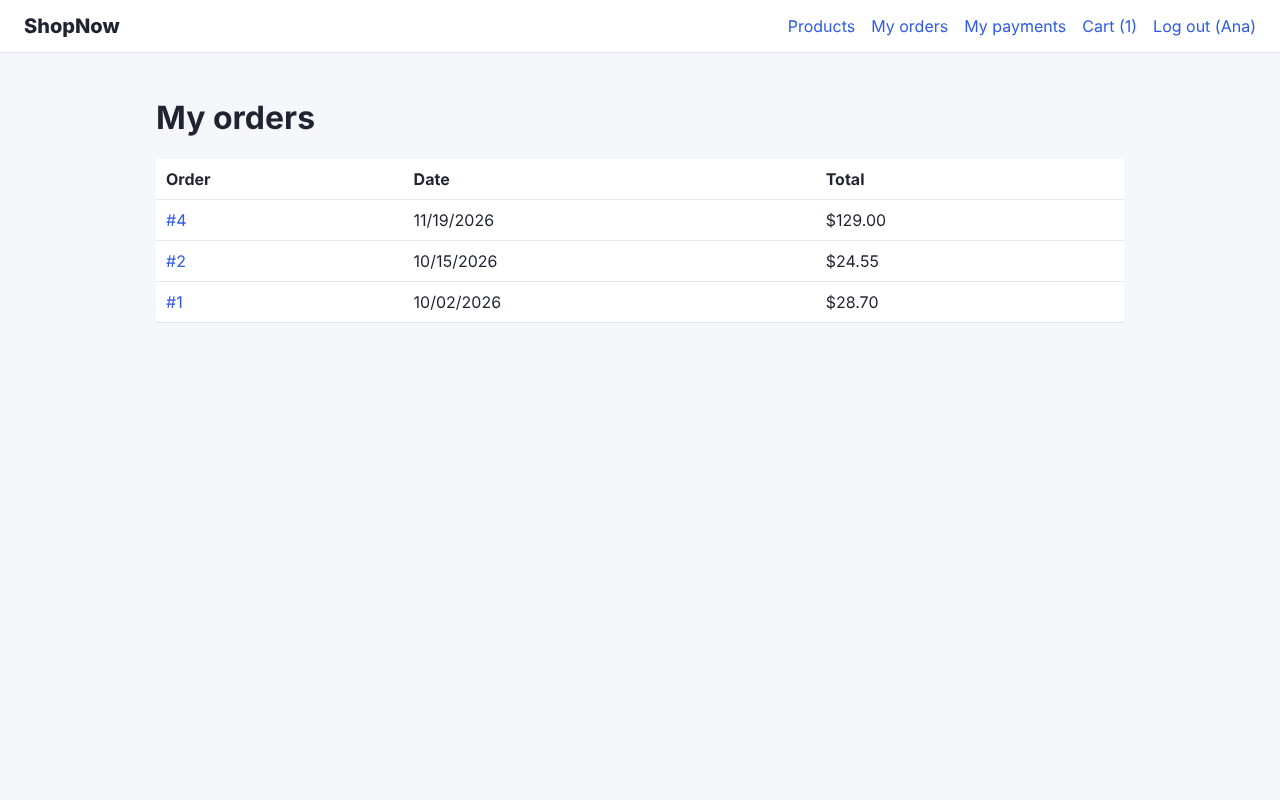 ShopNow
Products My orders My payments Cart (1) Log out (Ana)
My orders
Order Date Total
#4 11/19/2026 $129.00
#2 10/15/2026 $24.55
#1 10/02/2026 $28.70